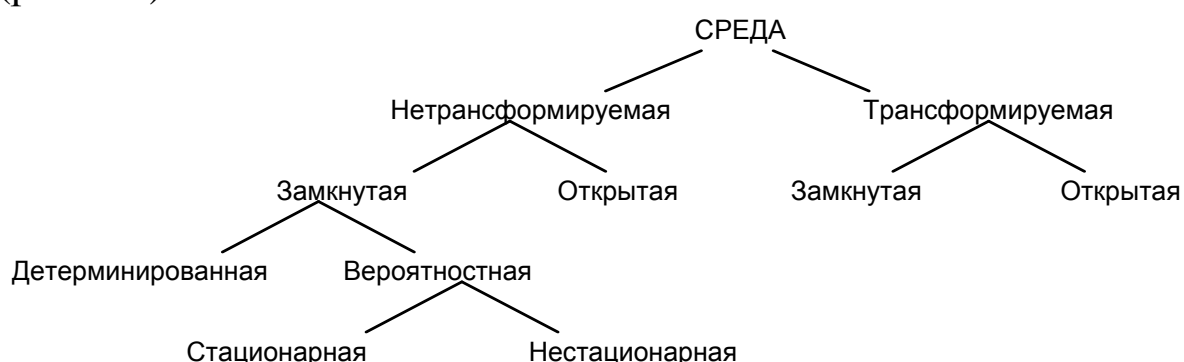 СРЕДА
Нетрансформируемая Трансформируемая
Замкнутая Открытая Замкнутая Открытая
Детерминированная Вероятностная
Стационарная Нестационарная